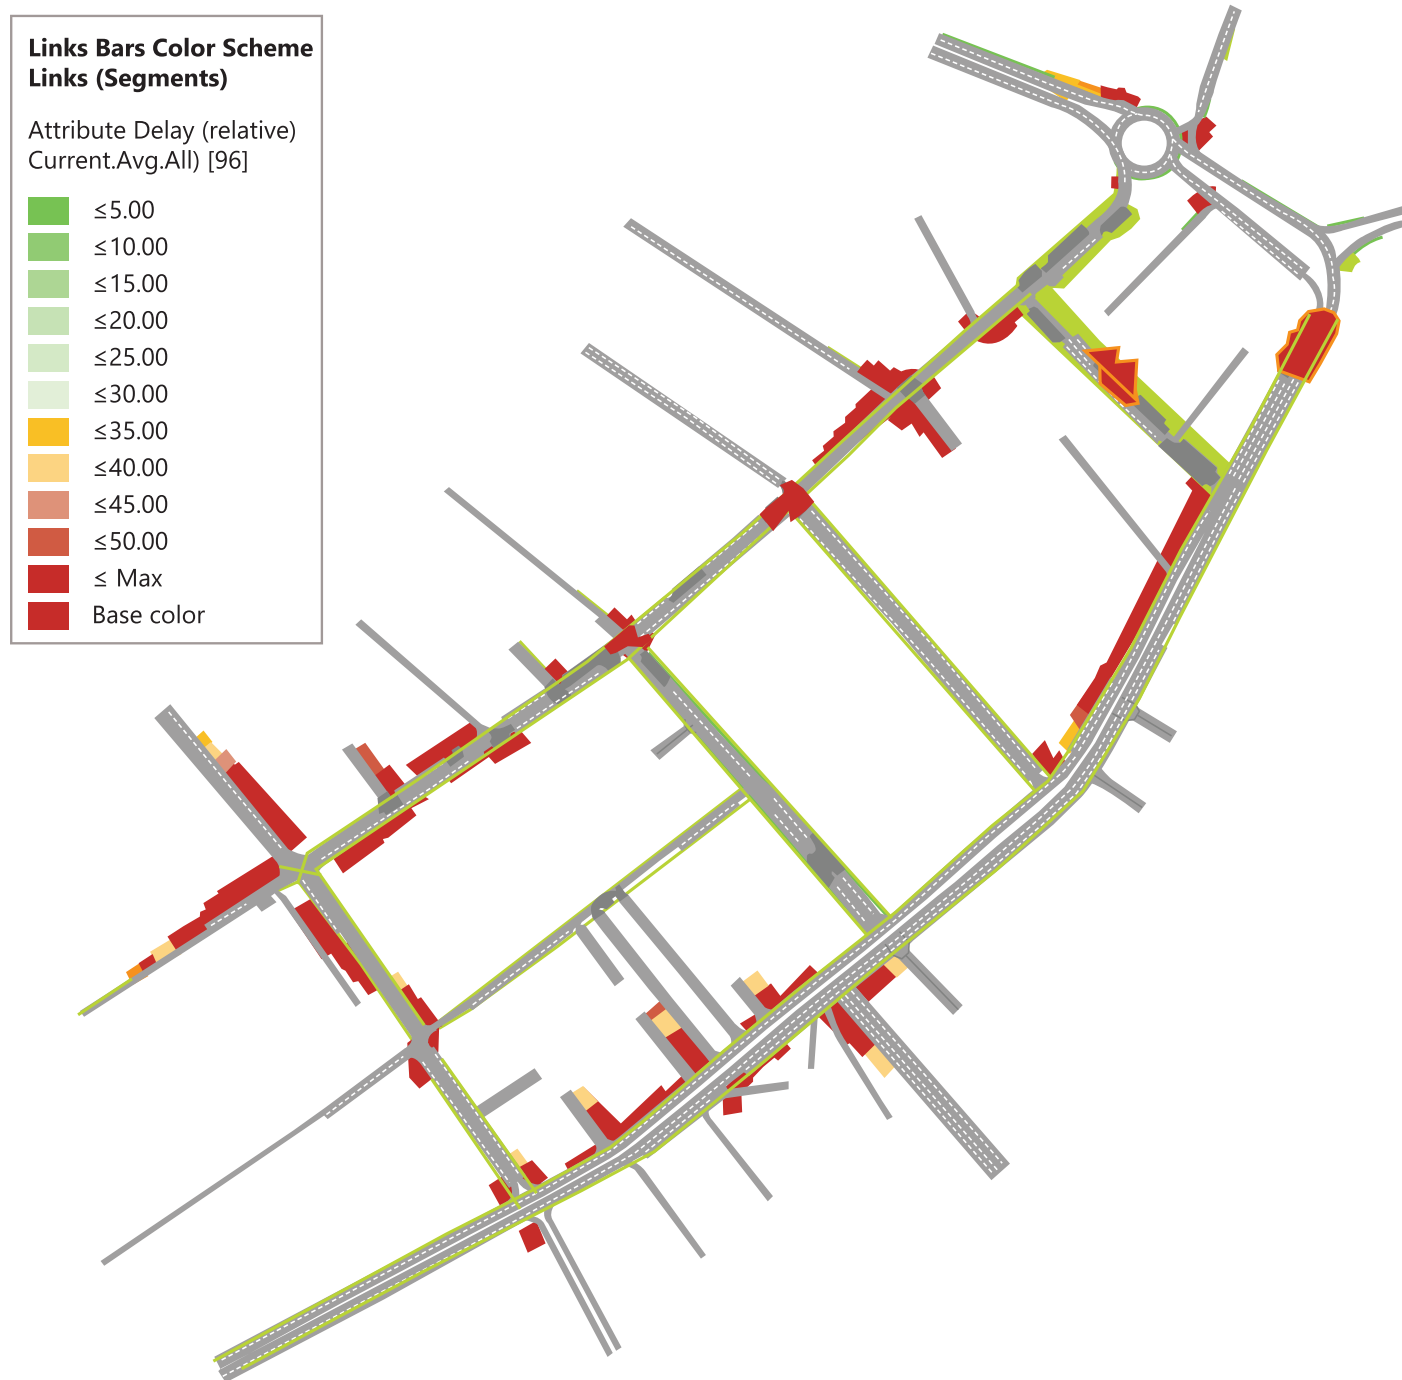 Links Bars Color Scheme
Links (Segments)
Attribute Delay (relative)
Current.Avg.All) [96]
≤5.00
≤10.00
≤15.00
≤20.00
≤25.00
≤30.00
≤35.00
≤40.00
≤45.00
≤50.00
≤ Max
Base color